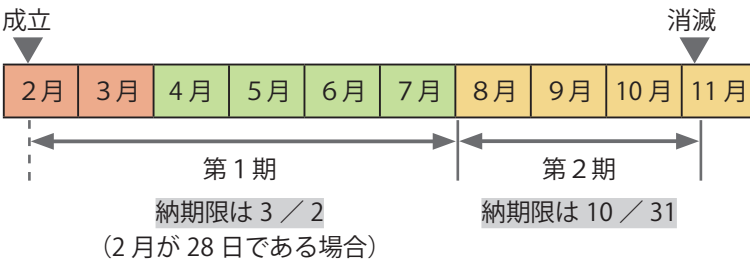 成立 消滅
2月 3月 4月 5月 6月 7月 8月 9月 10月 11月
第1期 第2期
納期限は 3 ／ 2 納期限は 10 ／ 31
（2 月が 28 日である場合）